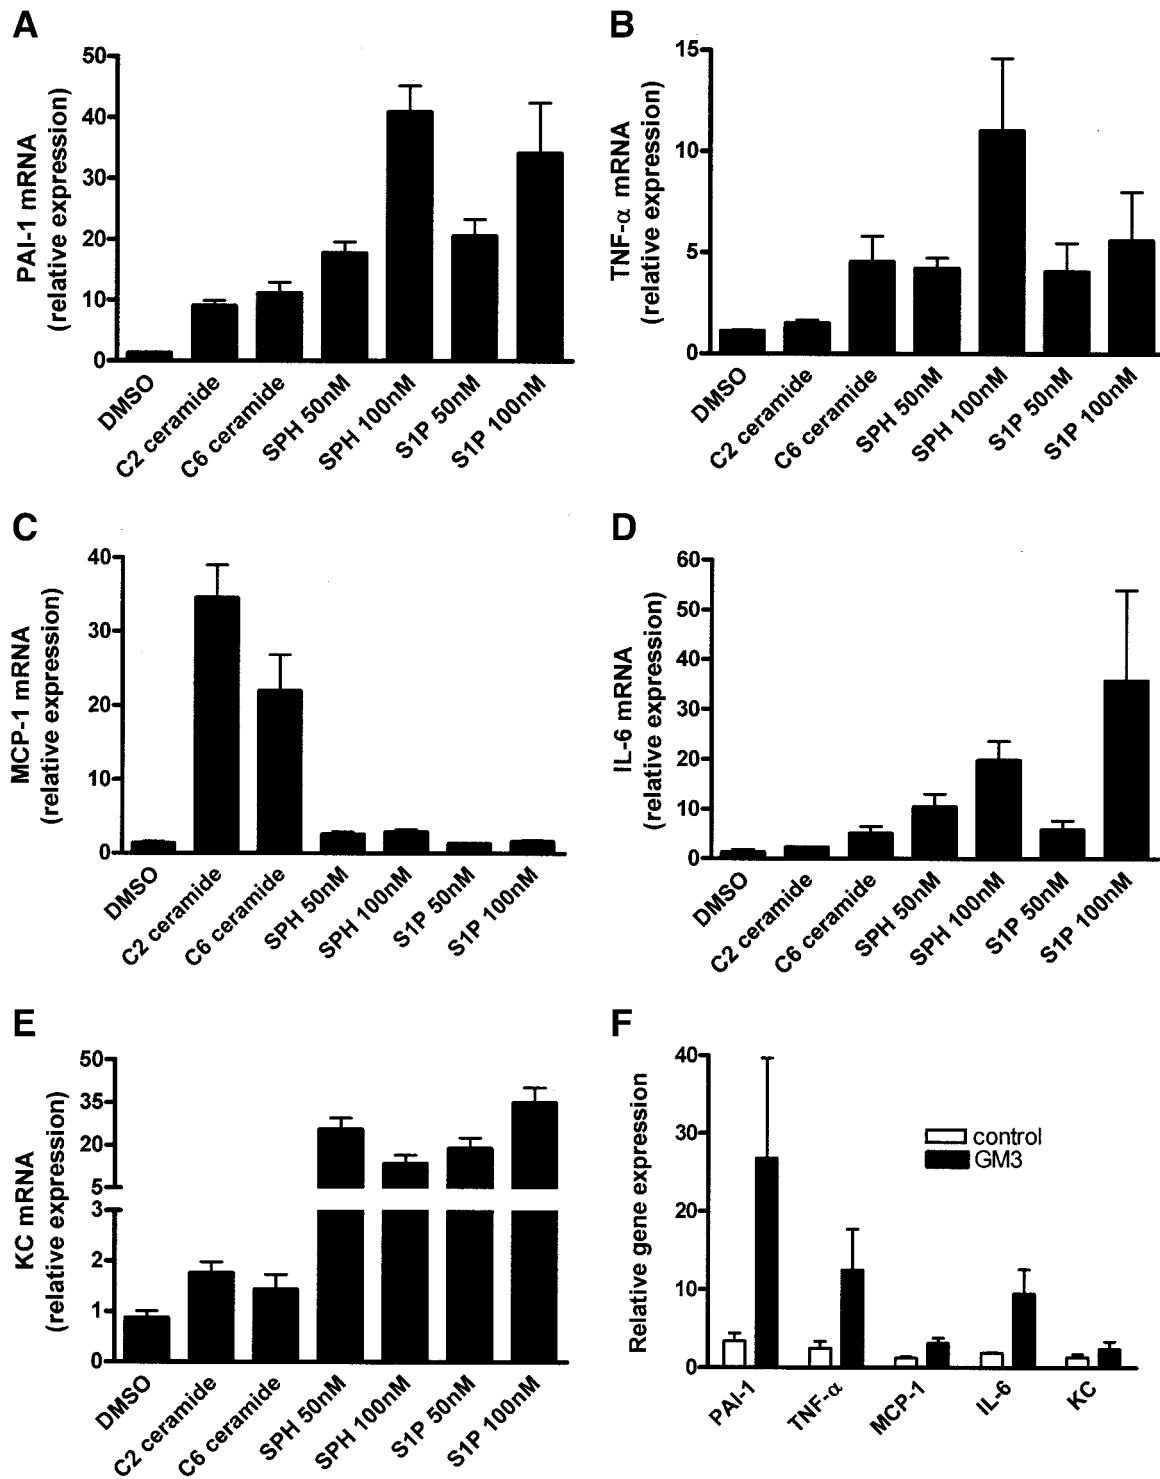 A
PAI-1 mRNA
(relative expression)
50
40
30
20
10
0
DMSO
C2 ceramide
C6 ceramide
SPH 50nM
SPH 100nM
S1P 50nM
S1P 100nM
B
TNF-α mRNA
(relative expression)
15
10
5
0
DMSO
C2 ceramide
C6 ceramide
SPH 50nM
SPH 100nM
S1P 50nM
S1P 100nM
C
MCP-1 mRNA
(relative expression)
40
30
20
10
0
DMSO
C2 ceramide
C6 ceramide
SPH 50nM
SPH 100nM
S1P 50nM
S1P 100nM
D
IL-6 mRNA
(relative expression)
60
50
40
30
20
10
0
DMSO
C2 ceramide
C6 ceramide
SPH 50nM
SPH 100nM
S1P 50nM
S1P 100nM
E
KC mRNA
(relative expression)
50
35
20
5
3
2
1
0
DMSO
C2 ceramide
C6 ceramide
SPH 50nM
SPH 100nM
S1P 50nM
S1P 100nM
F
Relative gene expression
40
30
20
10
0
control
GM3
PAI-1
TNF-α
MCP-1
IL-6
KC